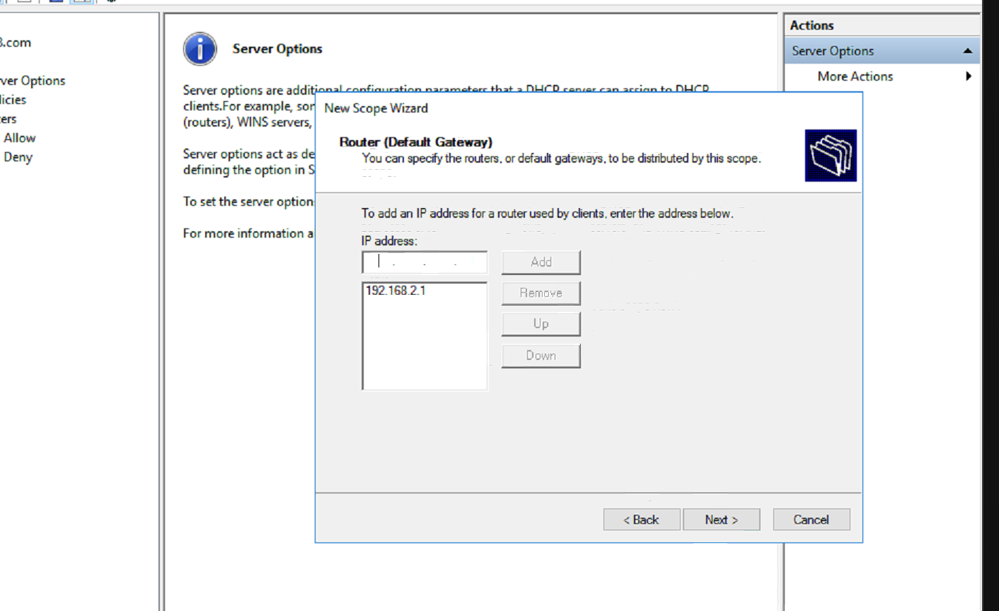 3.com
ver Options
licies
ers
Allow
Deny
Server Options
Server options are additional configuration parameters that a DHCP server can assign to DHCP
clients.For example, som
(routers), WINS servers,
Server options act as de
defining the option in S
To set the server option
For more information a
New Scope Wizard
Router (Default Gateway)
You can specify the routers, or default gateways, to be distributed by this scope.
To add an IP address for a router used by clients, enter the address below.
IP address:
. . .
Add
192.168.2.1
Remove
Up
Down
< Back
Next >
Cancel
Actions
Server Options
More Actions